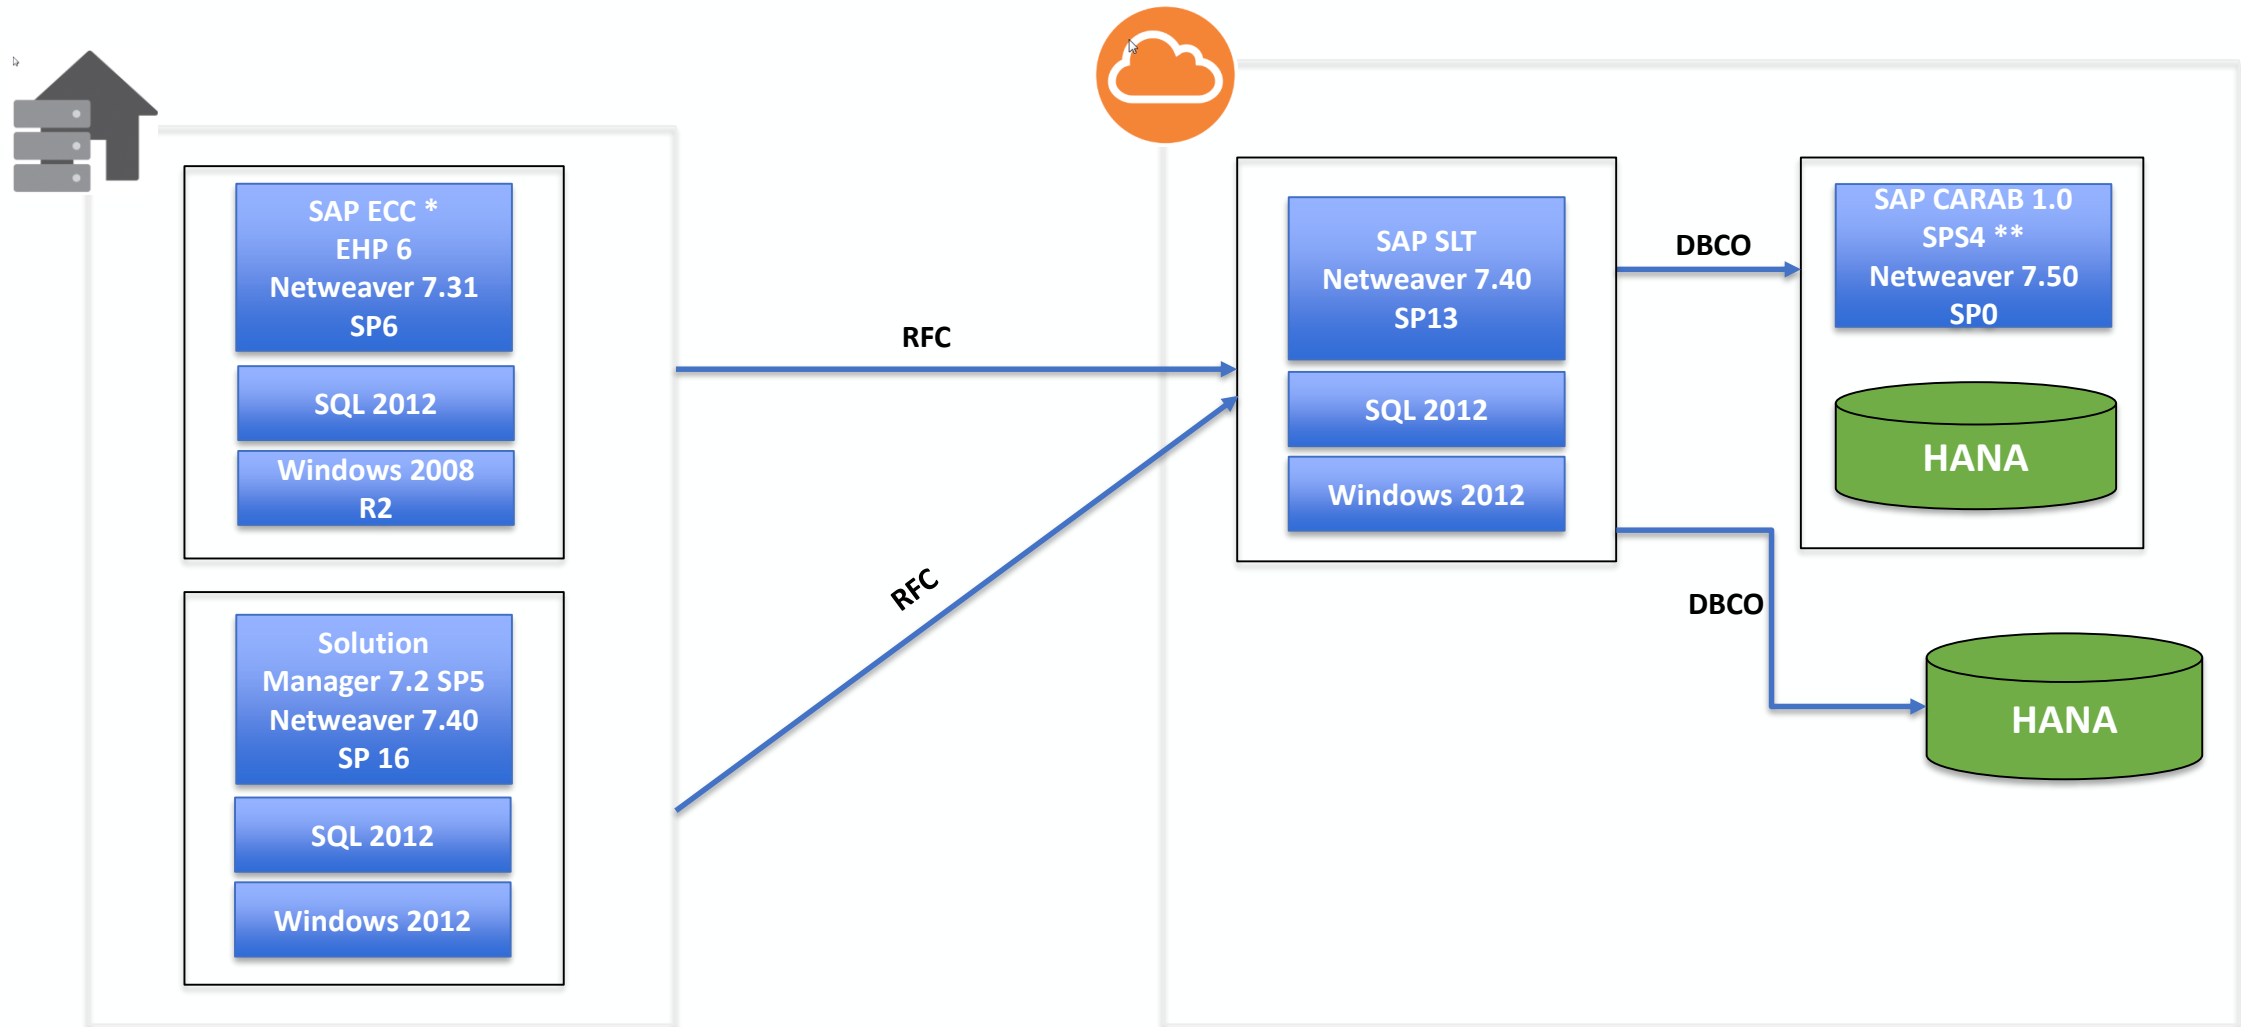 SAP ECC *
EHP 6
Netweaver 7.31
SP6
SQL 2012
Windows 2008
R2
Solution
Manager 7.2 SP5
Netweaver 7.40
SP 16
SQL 2012
Windows 2012
RFC
RFC
SAP SLT
Netweaver 7.40
SP13
SQL 2012
Windows 2012
DBCO
DBCO
SAP CARAB 1.0
SPS4 **
Netweaver 7.50
SP0
HANA
HANA